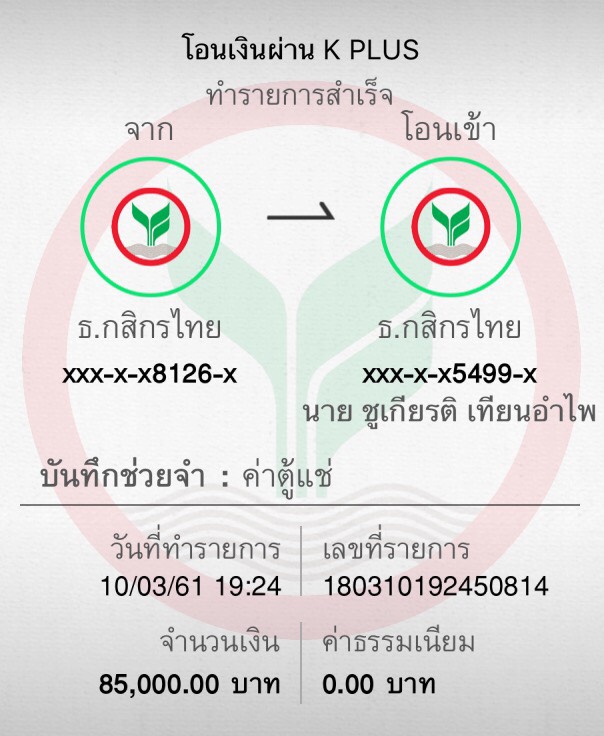 โอนเงินผ่าน K PLUS
ทำรายการสำเร็จ
จาก
โอนเข้า
ธ.กสิกรไทย
ธ.กสิกรไทย
xxx-x-x8126-x
xxx-x-x5499-x
นาย ชูเกียรติ เทียนอำไพ
บันทึกช่วยจำ : ค่าตู้แช่
วันที่ทำรายการ
เลขที่รายการ
10/03/61 19:24
180310192450814
จำนวนเงิน
ค่าธรรมเนียม
85,000.00 บาท
0.00 บาท